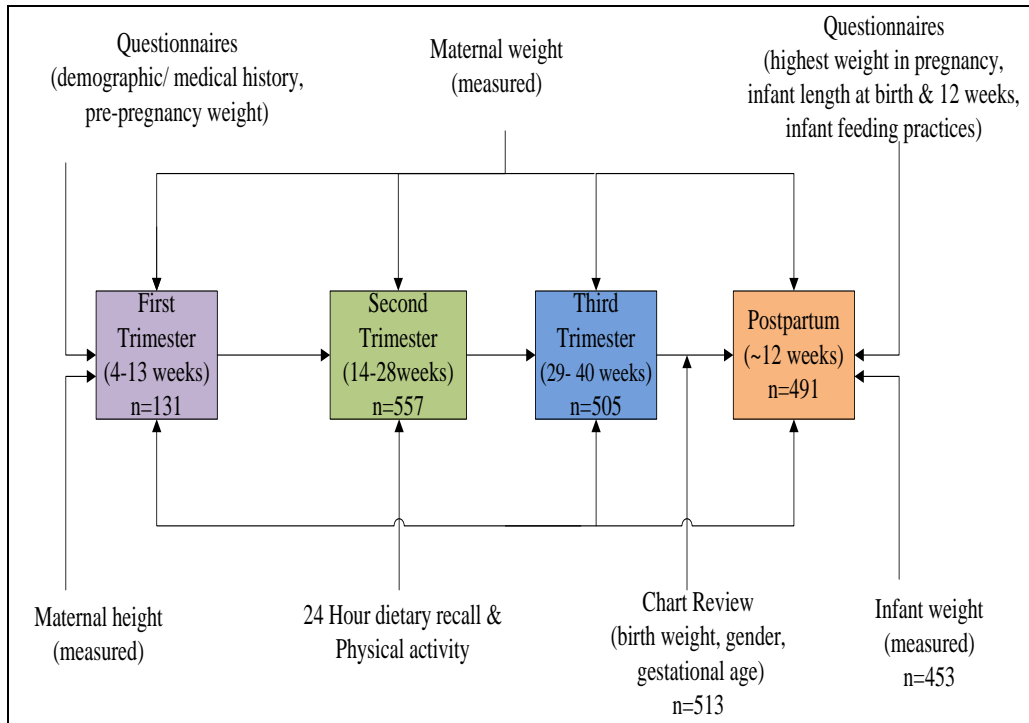 Questionnaires
(demographic/ medical history,
pre-pregnancy weight)
Maternal weight
(measured)
Questionnaires
(highest weight in pregnancy,
infant length at birth & 12 weeks,
infant feeding practices)
First
Trimester
(4-13 weeks)
n=131
Second
Trimester
(14-28weeks)
n=557
Third
Trimester
(29- 40 weeks)
n=505
Postpartum
(~12 weeks)
n=491
Maternal height
(measured)
24 Hour dietary recall &
Physical activity
Chart Review
(birth weight, gender,
gestational age)
n=513
Infant weight
(measured)
n=453